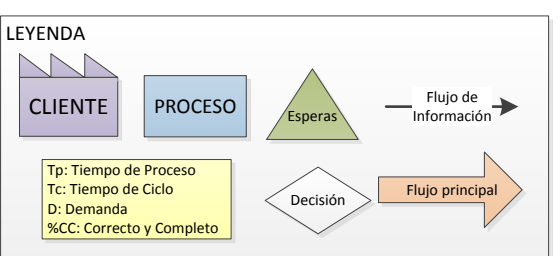 LEYENDA
CLIENTE
PROCESO
Esperas
Flujo de
Información
Tp: Tiempo de Proceso
Tc: Tiempo de Ciclo
D: Demanda
%CC: Correcto y Completo
Decisión
Flujo principal